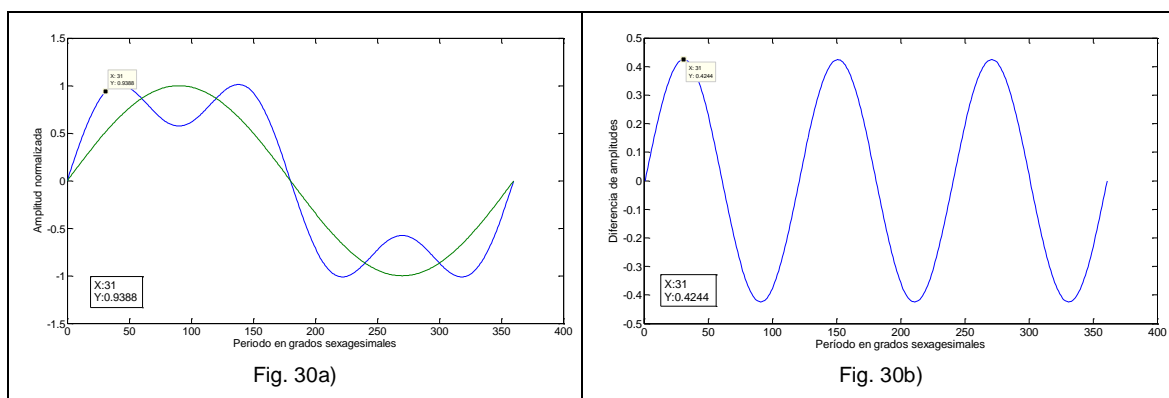 1.5
1
0.5
0
-0.5
-1
-1.5
0
50
100
150
200
250
300
350
400
X: 31
Y: 0.9388
X:31
Y:0.9388
Amplitud normalizada
Período en grados sexagesimales
Fig. 30a)
0.5
0.4
0.3
0.2
0.1
0
-0.1
-0.2
-0.3
-0.4
-0.5
0
50
100
150
200
250
300
350
400
X: 31
Y: 0.4244
X:31
Y:0.4244
Diferencia de amplitudes
Período en grados sexagesimales
Fig. 30b)